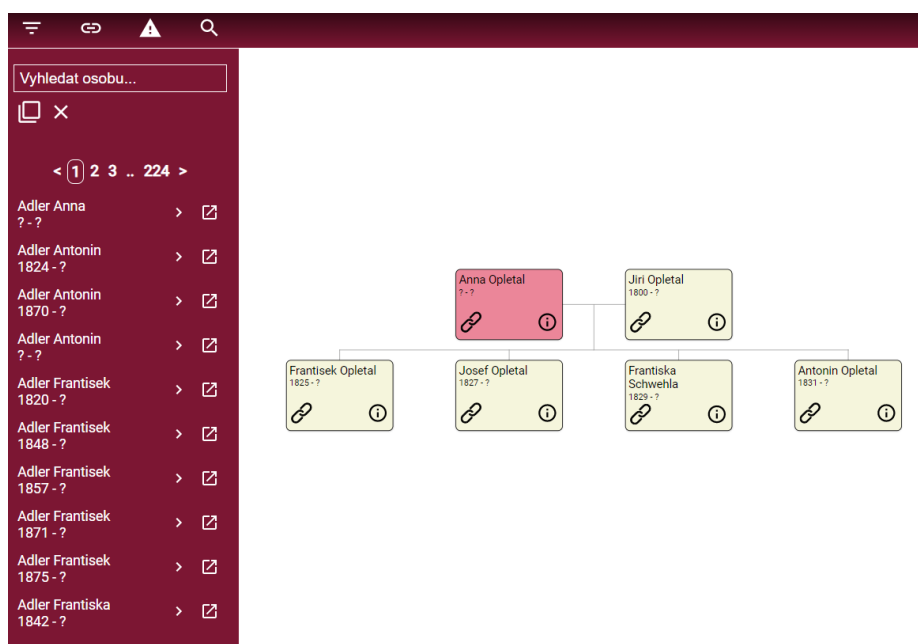 Vyhledat osobu...
< 1 2 3 .. 224 >
Adler Anna
? - ?
Adler Antonin
1824 - ?
Adler Antonin
1870 - ?
Adler Antonin
? - ?
Adler Frantisek
1820 - ?
Adler Frantisek
1848 - ?
Adler Frantisek
1857 - ?
Adler Frantisek
1871 - ?
Adler Frantisek
1875 - ?
Adler Frantiska
1842 - ?
Anna Opletal
? - ?
Jiri Opletal
1800 - ?
Frantisek Opletal
1825 - ?
Josef Opletal
1827 - ?
Frantiska
Schwehla
1829 - ?
Antonin Opletal
1831 - ?